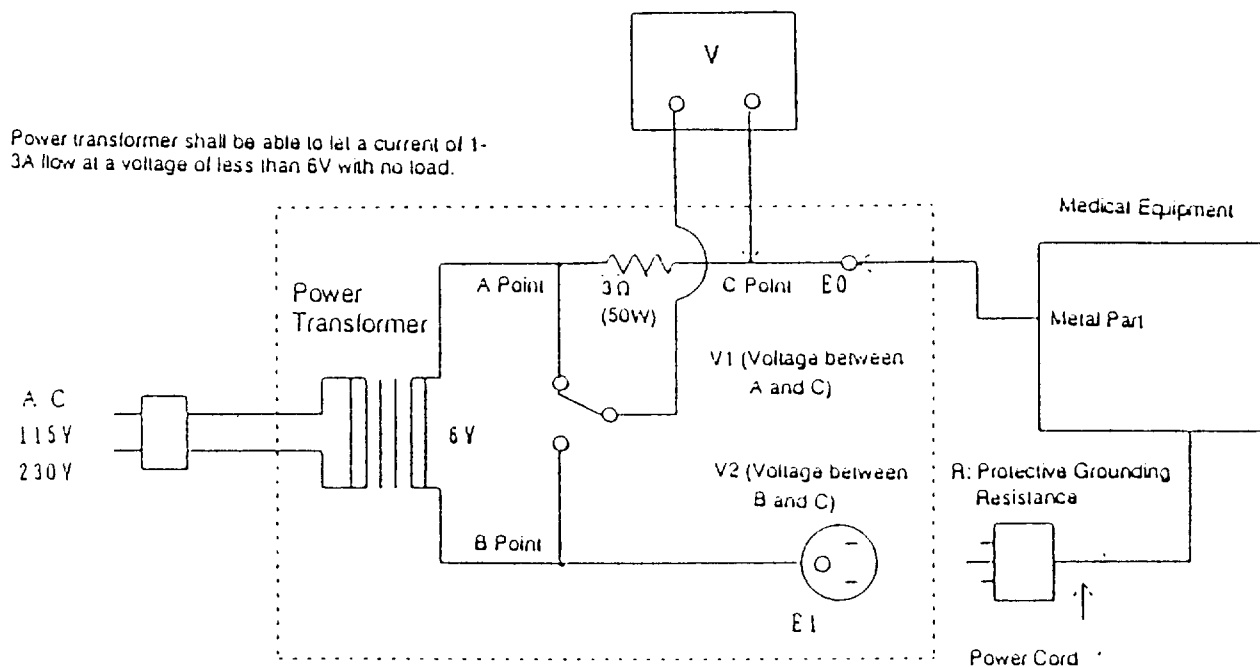 V
Power transformer shall be able to let a current of 1-
3A flow at a voltage of less than 6V with no load.
Medical Equipment
A Point
3Ω
(50W)
C Point
E0
Power
Transformer
Metal Part
V1 (Voltage between
A and C)
A C
115V
230V
6V
V2 (Voltage between
B and C)
R: Protective Grounding
Resistance
B Point
E1
Power Cord